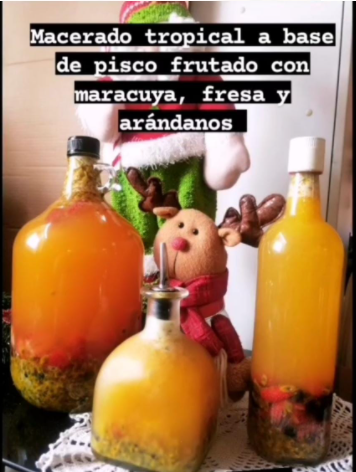 Macerado tropical a base
de pisco frutado con
maracuya, fresa y
arándanos